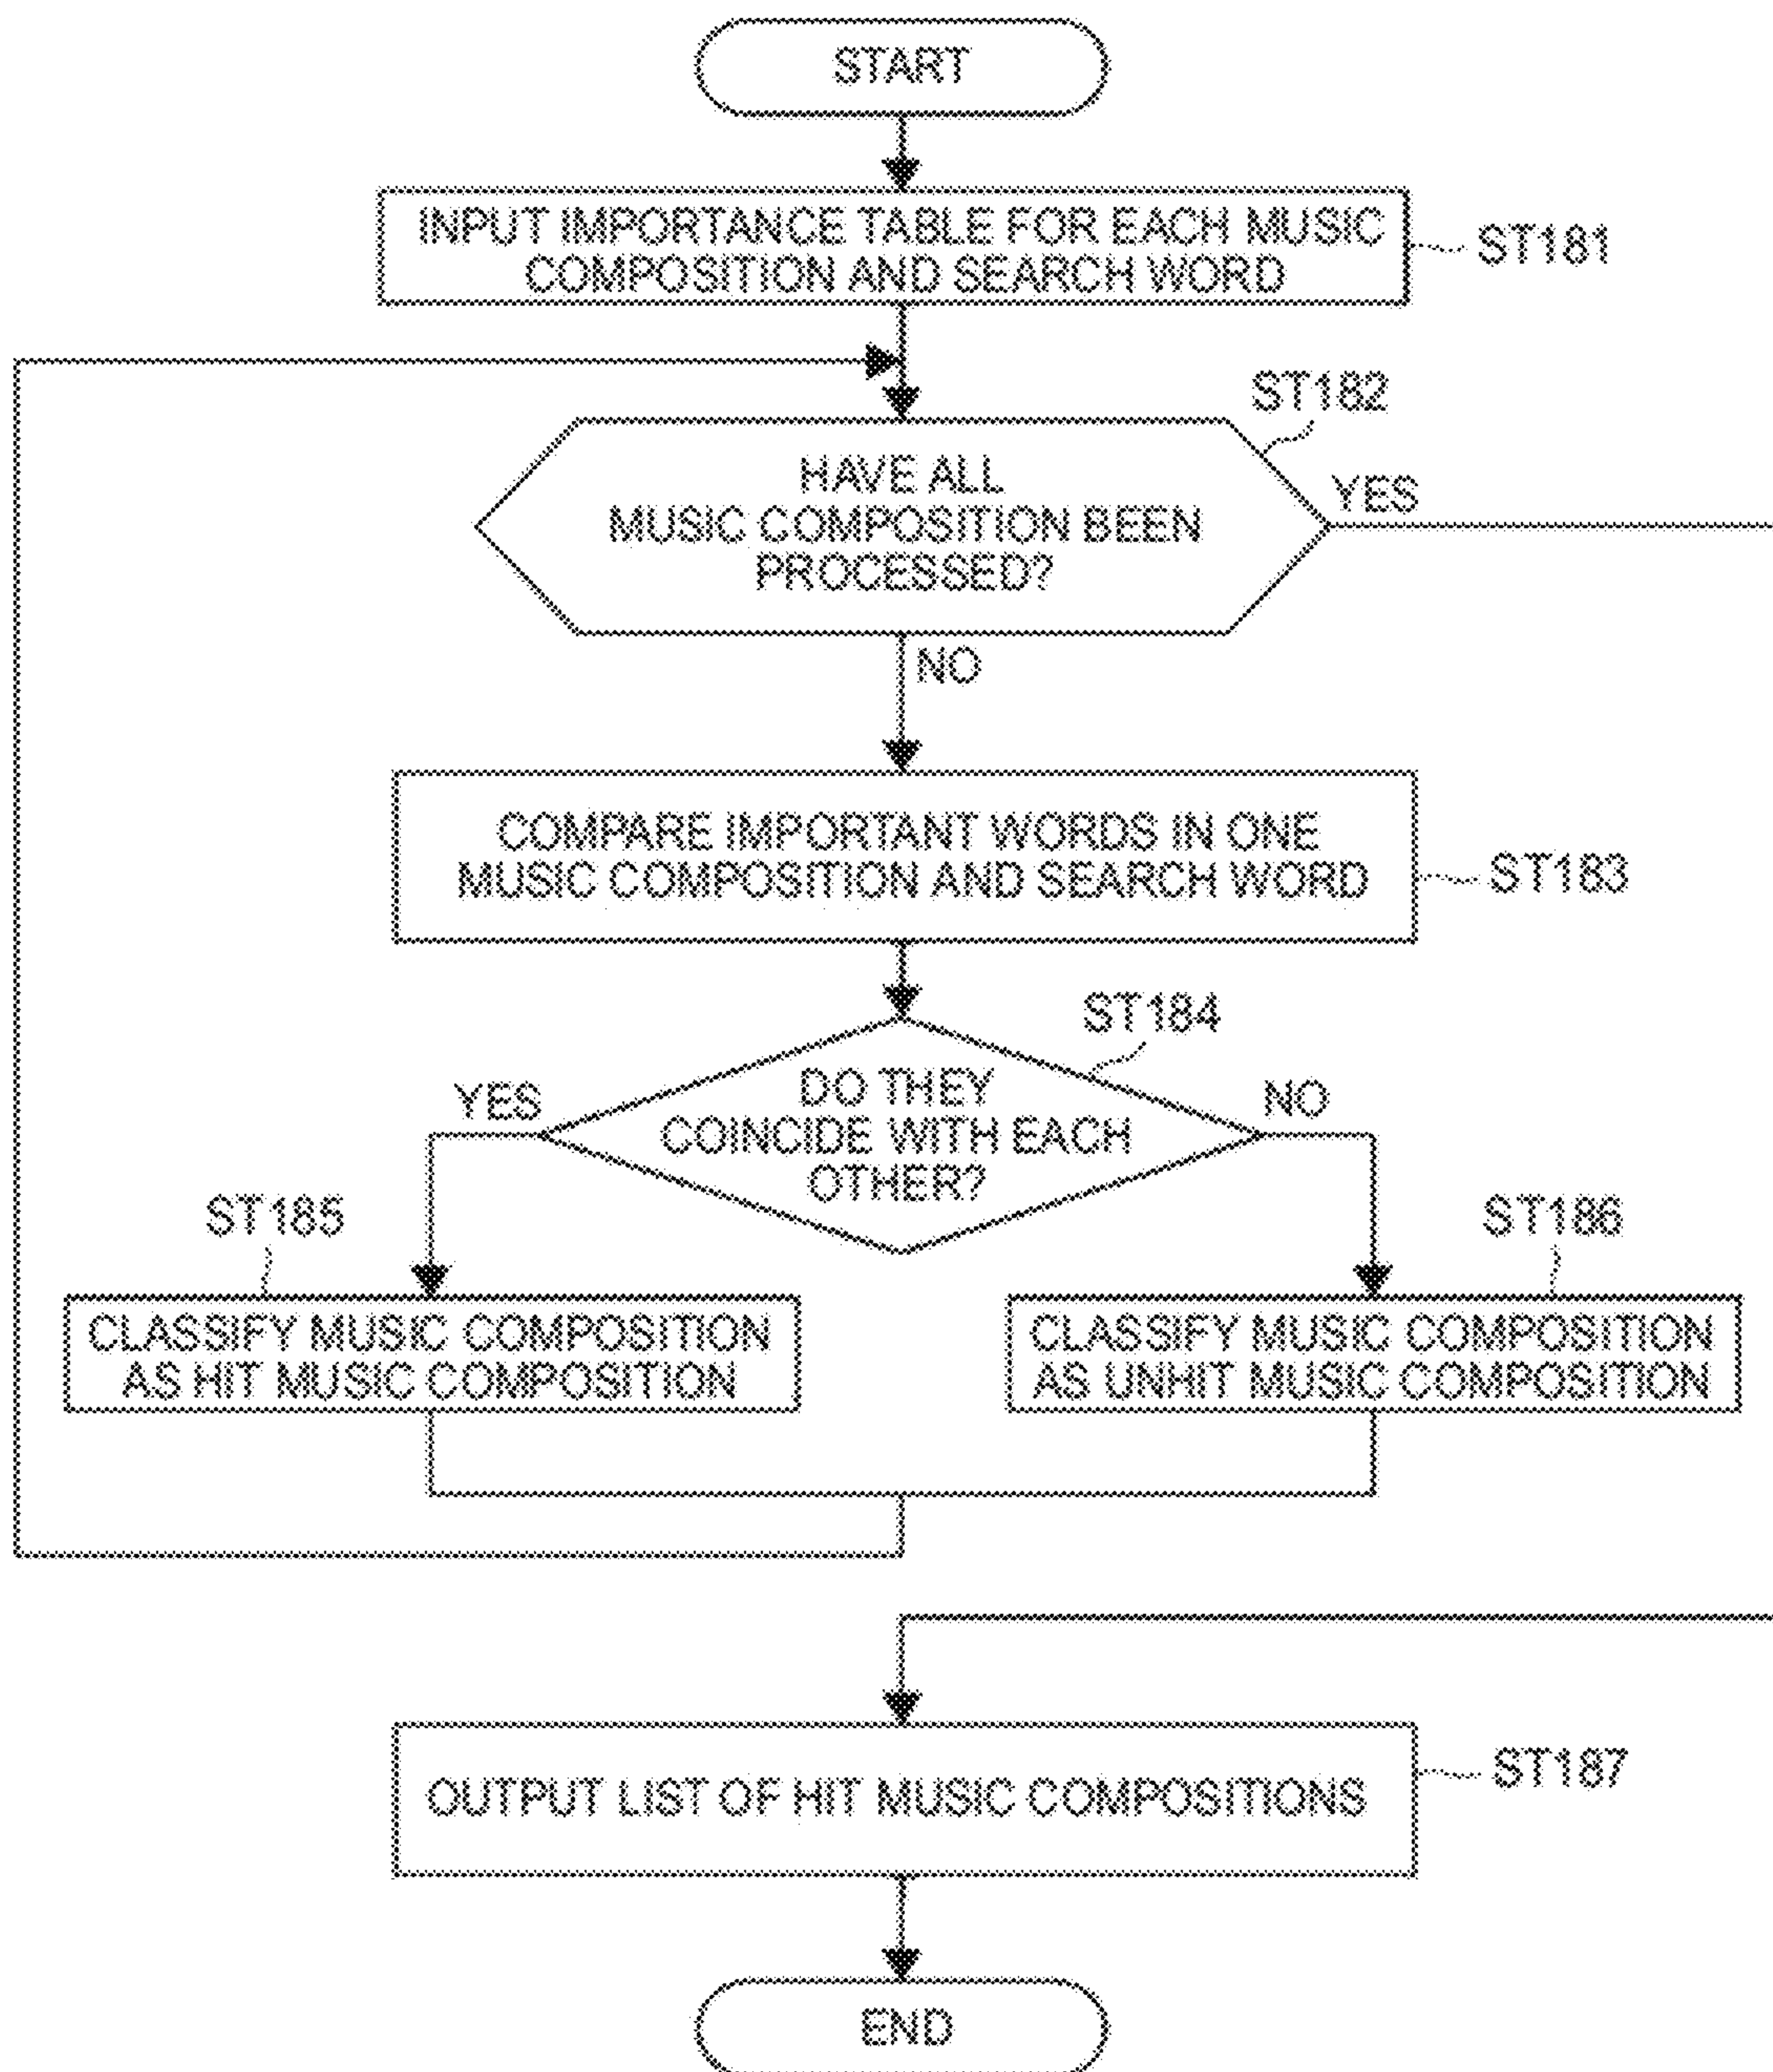 START
INPUT IMPORTANCE TABLE FOR EACH MUSIC
COMPOSITION AND SEARCH WORD
ST181
ST182
HAVE ALL
MUSIC COMPOSITION BEEN
PROCESSED?
YES
NO
COMPARE IMPORTANT WORDS IN ONE
MUSIC COMPOSITION AND SEARCH WORD
ST183
ST184
DO THEY
COINCIDE WITH EACH
OTHER?
YES
NO
ST185
ST186
CLASSIFY MUSIC COMPOSITION
AS HIT MUSIC COMPOSITION
CLASSIFY MUSIC COMPOSITION
AS UNHIT MUSIC COMPOSITION
OUTPUT LIST OF HIT MUSIC COMPOSITIONS
ST187
END